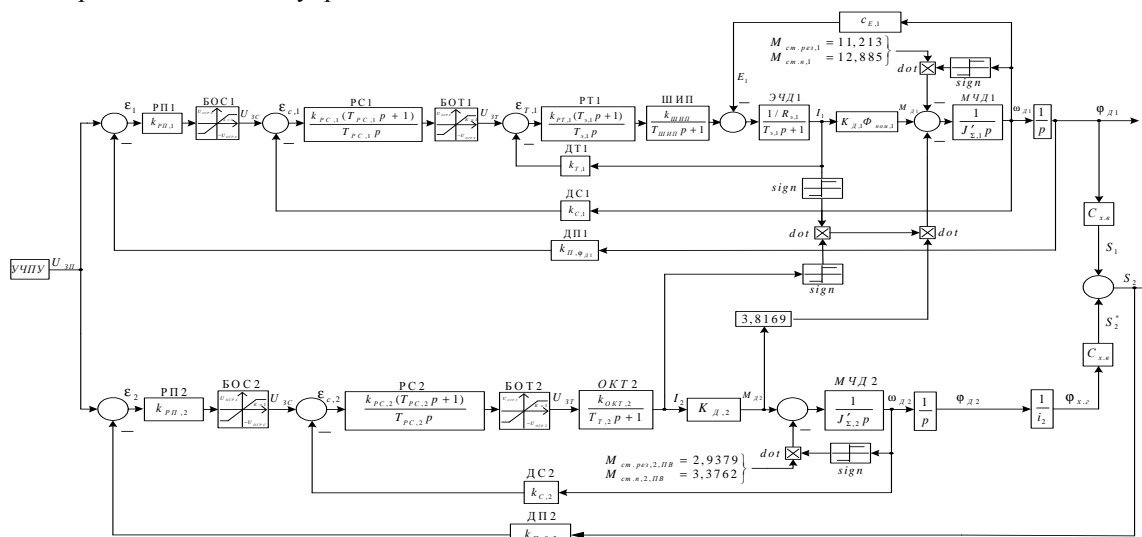 c E,1
M ст.рез,1 = 11,213
M ст.п,1 = 12,885
dot
sign
E 1
ε 1
РП1
k РП,1
БОС1
U ЗС
ε с,1
РС1
k РС,1 (T РС,1 p + 1)
T РС,1 p
БОТ1
U ЗТ
ε Т,1
РТ1
k РТ,1 (T э,1 p + 1)
T э,1 p
ШИП
k ШИП
T ШИП p + 1
ЭЧД1
1 / R э,1
T э,1 p + 1
I 1
K Д,1 Ф ном,1
M Д1
МЧД1
1
J′ Σ,1 p
ω Д1
1
p
φ Д1
ДТ1
k Т,1
sign
ДС1
k С,1
dot
dot
ДП1
k П,φ Д1
C х.в
S 1
УЧПУ
U ЗП
sign
S 2
3,8169
S 2 *
C х.в
ε 2
РП2
k РП,2
БОС2
U ЗС
ε с,2
РС2
k РС,2 (T РС,2 p + 1)
T РС,2 p
БОТ2
U ЗТ
ОКТ2
k ОКТ,2
T Т,2 p + 1
I 2
K Д,2
M Д2
МЧД2
1
J′ Σ,2 p
ω Д2
1
p
φ Д2
1
i 2
φ х.г
M ст.рез,2,ПВ = 2,9379
M ст.п,2,ПВ = 3,3762
dot
sign
ДС2
k С,2
ДП2